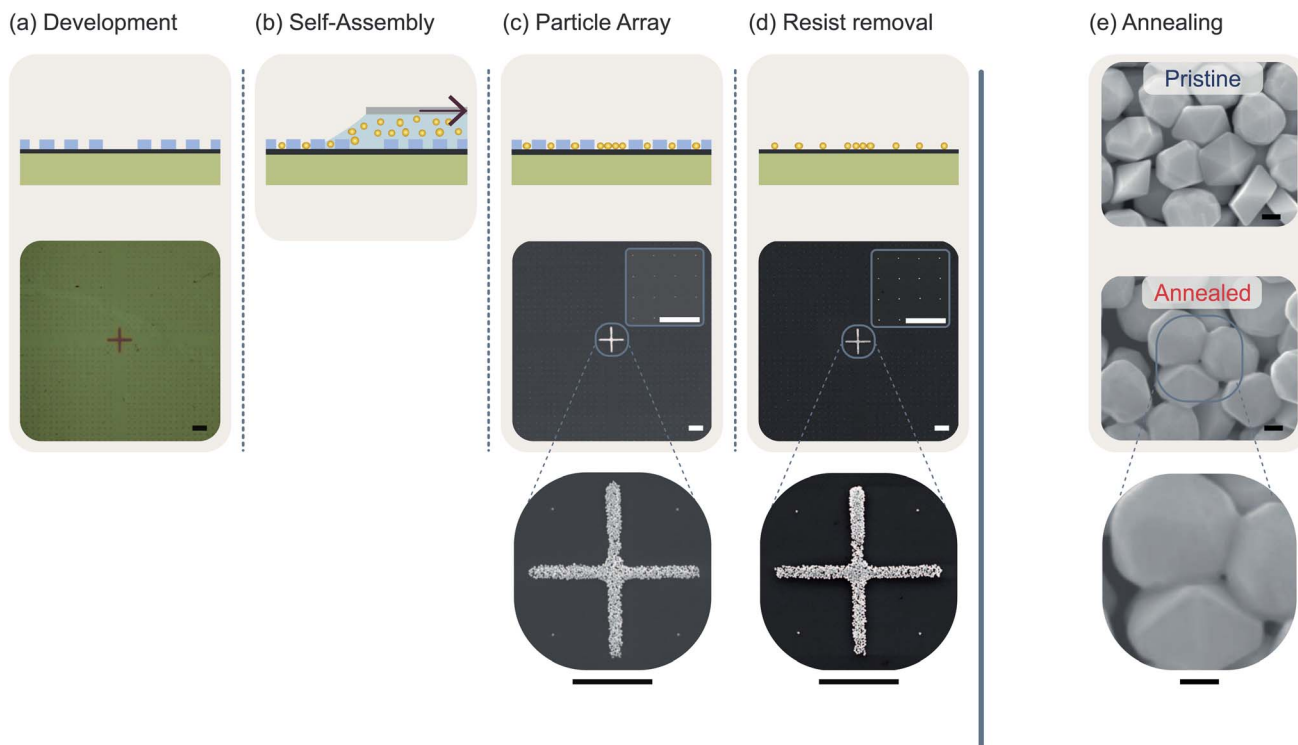 (a) Development
(b) Self-Assembly
(c) Particle Array
(d) Resist removal
(e) Annealing
Pristine
Annealed